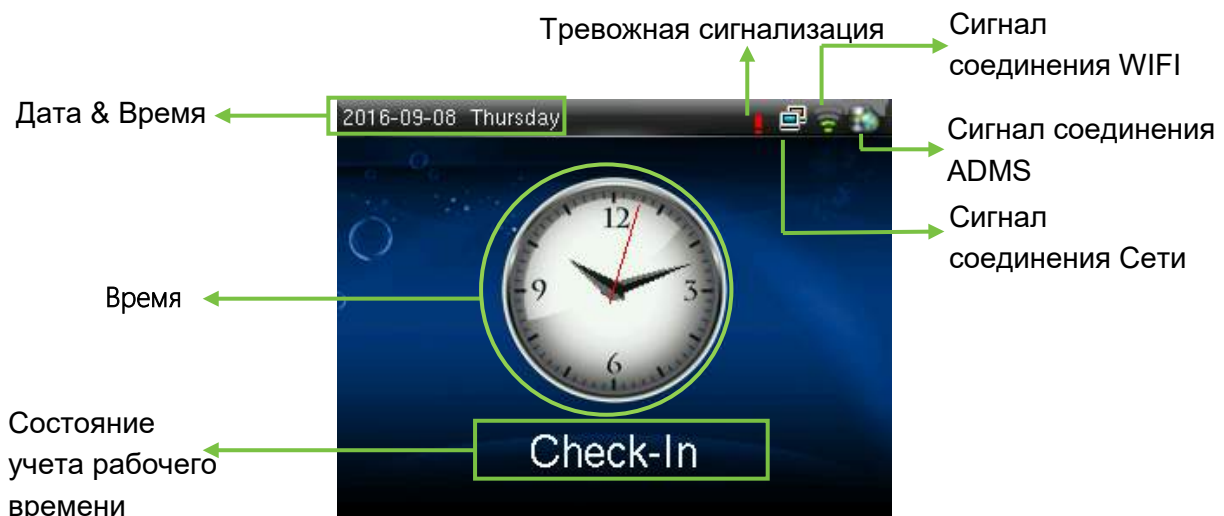 Тревожная сигнализация
Сигнал
соединения WIFI
Дата & Время
2016-09-08 Thursday
Сигнал соединения
ADMS
Сигнал
соединения Сети
12
9
3
6
Время
Состояние
учета рабочего
времени
Check-In